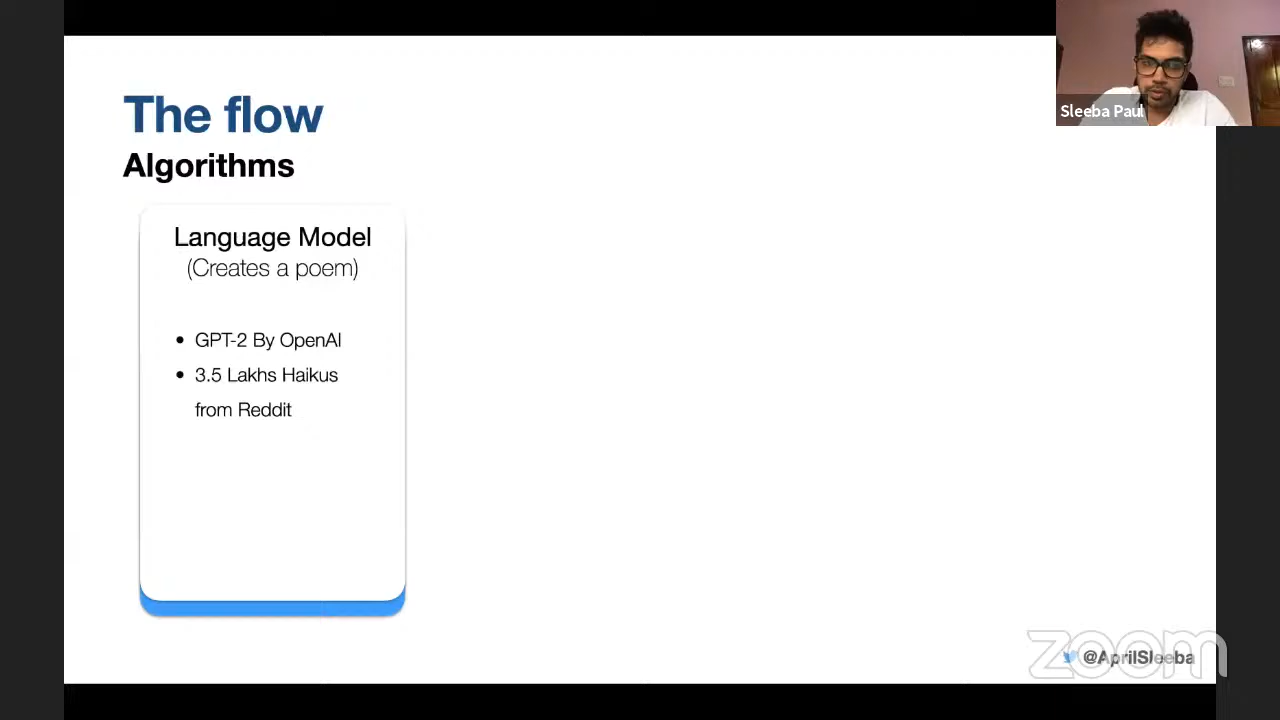 The flow
Algorithms
Language Model
(Creates a poem)
• GPT-2 By OpenAI
• 3.5 Lakhs Haikus
from Reddit
Sleeba Paul
zoom
@AprilSleeba